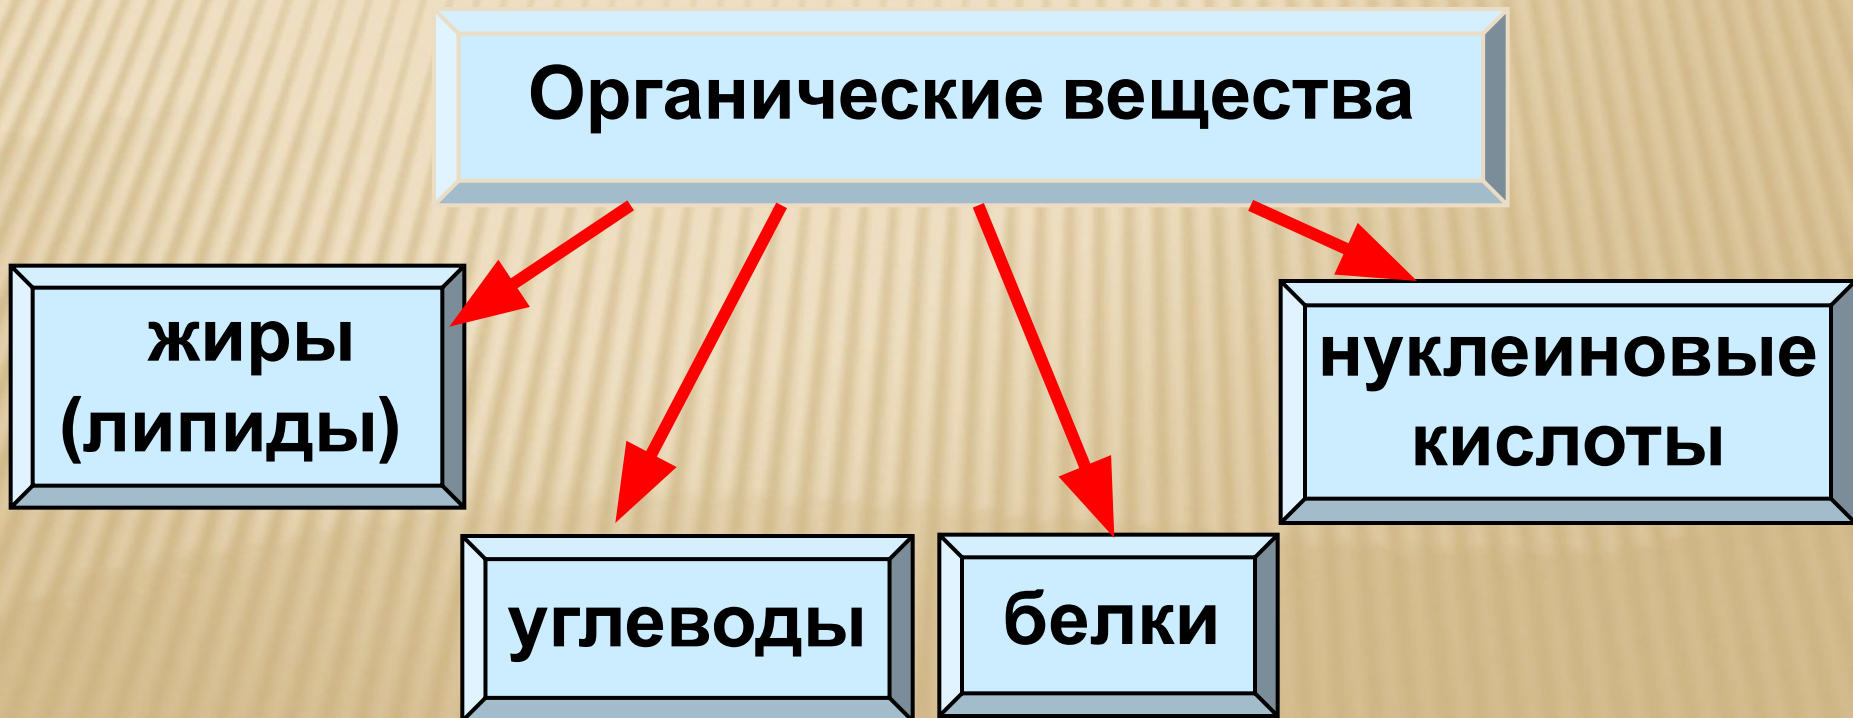 Органические вещества
жиры
(липиды)
нуклеиновые
кислоты
углеводы
белки